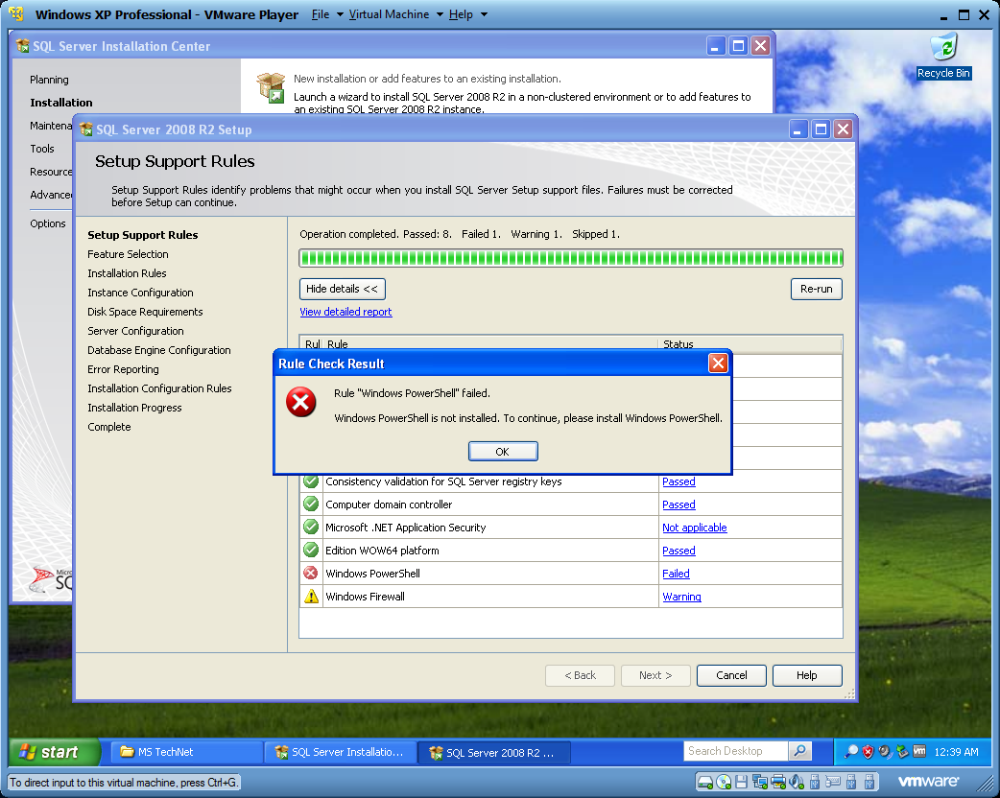 Windows XP Professional - VMware Player File Virtual Machine Help
SQL Server Installation Center
Recycle Bin
Planning
Installation
Maintena
Tools
Resource
Advanced
Options
New installation or add features to an existing installation.
Launch a wizard to install SQL Server 2008 R2 in a non-clustered environment or to add features to
an existing SQL Server 2008 R2 instance.
SQL Server 2008 R2 Setup
Setup Support Rules
Setup Support Rules identify problems that might occur when you install SQL Server Setup support files. Failures must be corrected
before Setup can continue.
Setup Support Rules
Feature Selection
Installation Rules
Instance Configuration
Disk Space Requirements
Server Configuration
Database Engine Configuration
Error Reporting
Installation Configuration Rules
Installation Progress
Complete
Operation completed. Passed: 8. Failed 1. Warning 1. Skipped 1.
Hide details <<
Re-run
View detailed report
Rul Rule Status
Rule Check Result
Rule "Windows PowerShell" failed.
Windows PowerShell is not installed. To continue, please install Windows PowerShell.
OK
Consistency validation for SQL Server registry keys Passed
Computer domain controller Passed
Microsoft .NET Application Security Not applicable
Edition WOW64 platform Passed
Windows PowerShell Failed
Windows Firewall Warning
Micro
SQ
< Back Next > Cancel Help
start MS TechNet SQL Server Installatio... SQL Server 2008 R2 ... Search Desktop vm 12:39 AM
To direct input to this virtual machine, press Ctrl+G. vmware